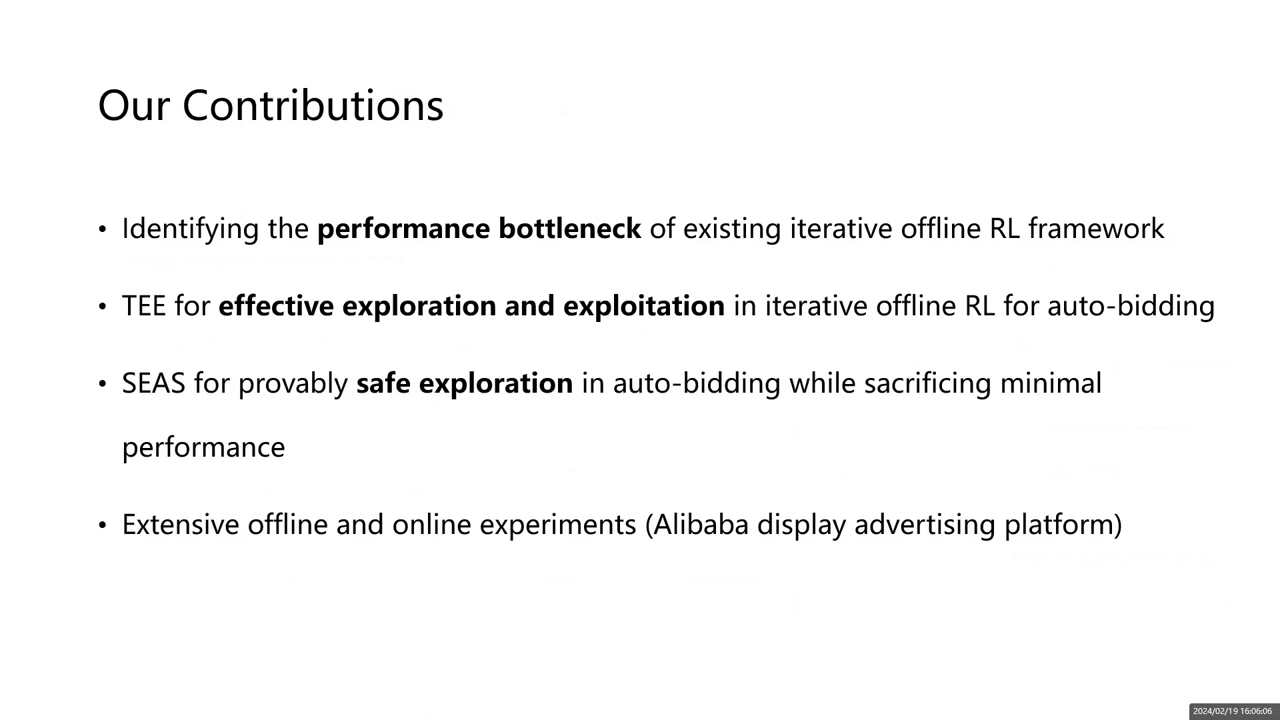 Our Contributions
• Identifying the performance bottleneck of existing iterative offline RL framework
• TEE for effective exploration and exploitation in iterative offline RL for auto-bidding
• SEAS for provably safe exploration in auto-bidding while sacrificing minimal
performance
• Extensive offline and online experiments (Alibaba display advertising platform)
2024/02/19 16:06:06